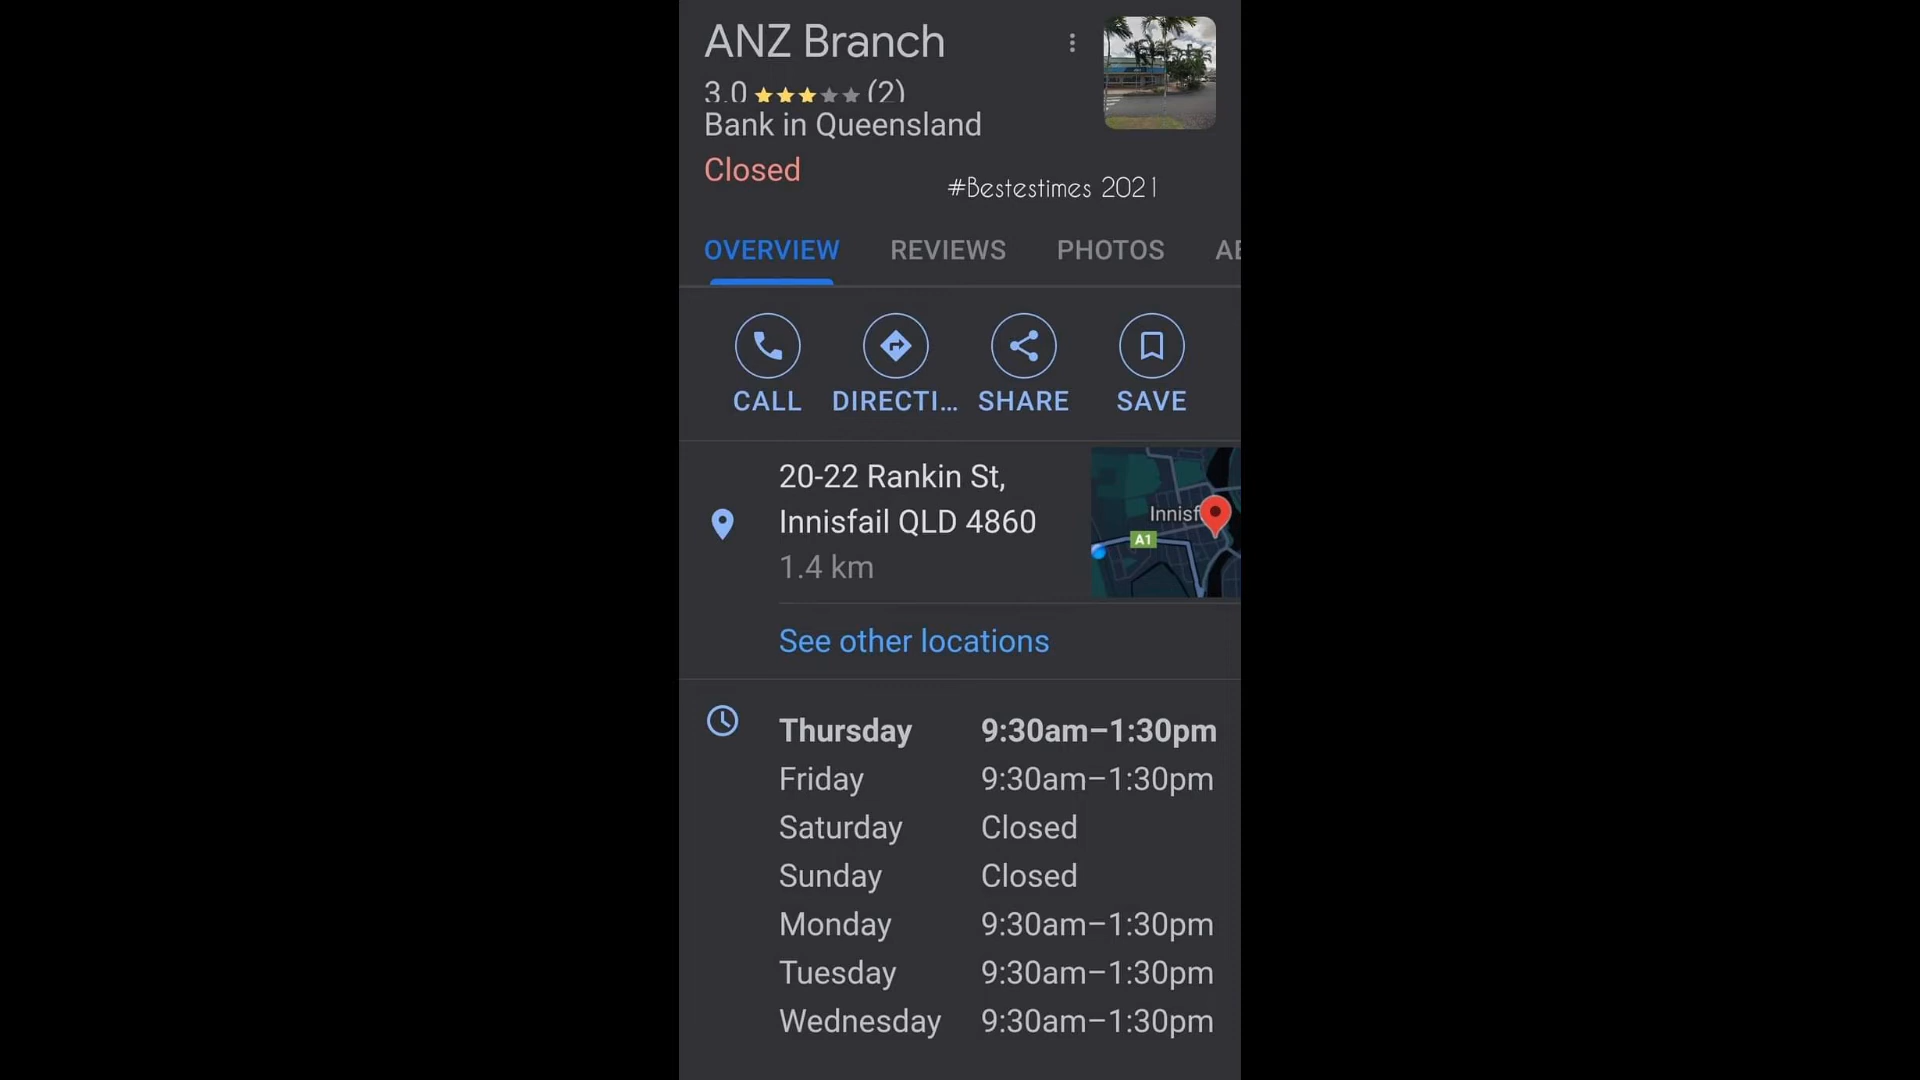 ANZ Branch
3.0 (2)
Bank in Queensland
Closed
#Bestestimes 2021
OVERVIEW REVIEWS PHOTOS
CALL DIRECTI... SHARE SAVE
20-22 Rankin St,
Innisfail QLD 4860
1.4 km
Innisf
A1
See other locations
Thursday 9:30am–1:30pm
Friday 9:30am–1:30pm
Saturday Closed
Sunday Closed
Monday 9:30am–1:30pm
Tuesday 9:30am–1:30pm
Wednesday 9:30am–1:30pm